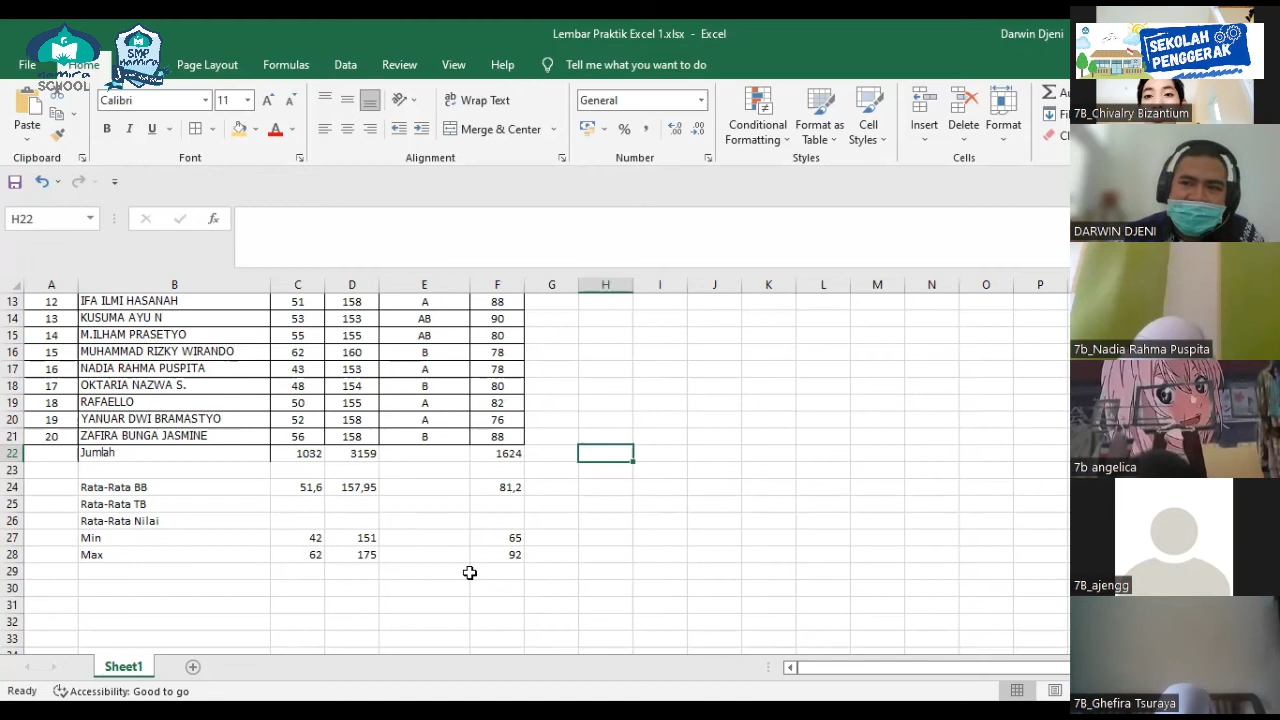 Lembar Praktik Excel 1.xlsx - Excel
Darwin Djeni
SCHOOL
SMP
SEKOLAH
PENGGERAK
File Home Page Layout Formulas Data Review View Help Tell me what you want to do
Paste
Calibri 11
Wrap Text
Merge & Center
General
Conditional Formatting
Format as Table
Cell Styles
Insert Delete Format
Clipboard Font Alignment Number Styles Cells
H22
A B C D E F G H I J K L M N O P
13 12 IFA ILMI HASANAH 51 158 A 88
14 13 KUSUMA AYU N 53 153 AB 90
15 14 M.ILHAM PRASETYO 55 155 AB 80
16 15 MUHAMMAD RIZKY WIRANDO 62 160 B 78
17 16 NADIA RAHMA PUSPITA 43 153 A 78
18 17 OKTARIA NAZWA S. 48 154 B 80
19 18 RAFAELLO 50 155 A 82
20 19 YANUAR DWI BRAMASTYO 52 158 A 76
21 20 ZAFIRA BUNGA JASMINE 56 158 B 88
22 Jumlah 1032 3159 1624
23
24 Rata-Rata BB 51,6 157,95 81,2
25 Rata-Rata TB
26 Rata-Rata Nilai
27 Min 42 151 65
28 Max 62 175 92
29
30
31
32
33
Sheet1
Ready Accessibility: Good to go
7B_Chivalry Bizantium
DARWIN DJENI
7b_Nadia Rahma Puspita
7b angelica
7B_ajengg
7B_Ghefira Tsuraya